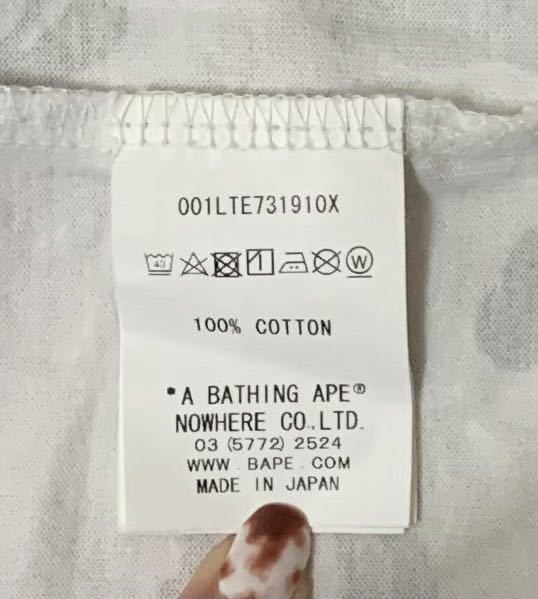 001LTE731910X
40 W
100% COTTON
*A BATHING APE®
NOWHERE CO.,LTD.
03 (5772) 2524
WWW . BAPE . COM
MADE IN JAPAN